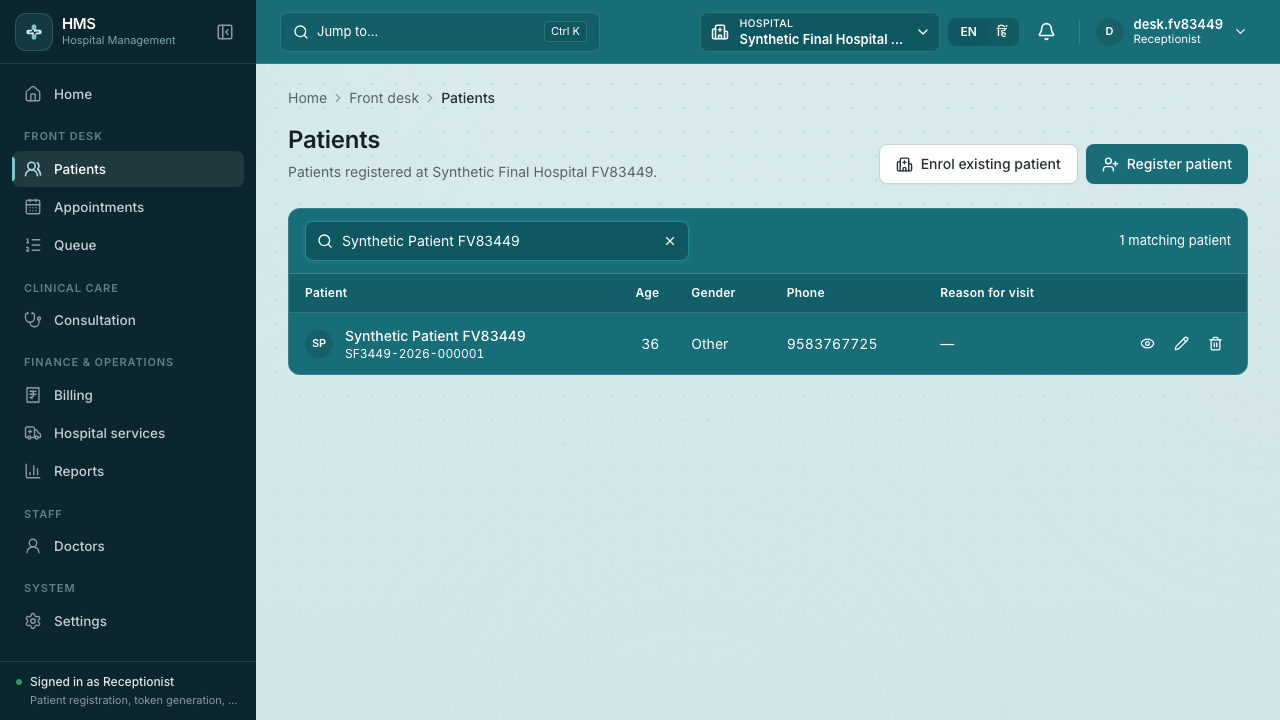 HMS
Hospital Management
Home
FRONT DESK
Patients
Appointments
Queue
CLINICAL CARE
Consultation
FINANCE & OPERATIONS
Billing
Hospital services
Reports
STAFF
Doctors
SYSTEM
Settings
Signed in as Receptionist
Patient registration, token generation, ...
Jump to...
Ctrl K
HOSPITAL
Synthetic Final Hospital ...
EN
हिं
D
desk.fv83449
Receptionist
Home > Front desk > Patients
Patients
Patients registered at Synthetic Final Hospital FV83449.
Enrol existing patient
Register patient
Synthetic Patient FV83449
1 matching patient
Patient Age Gender Phone Reason for visit
SP Synthetic Patient FV83449 36 Other 9583767725 —
SF3449-2026-000001